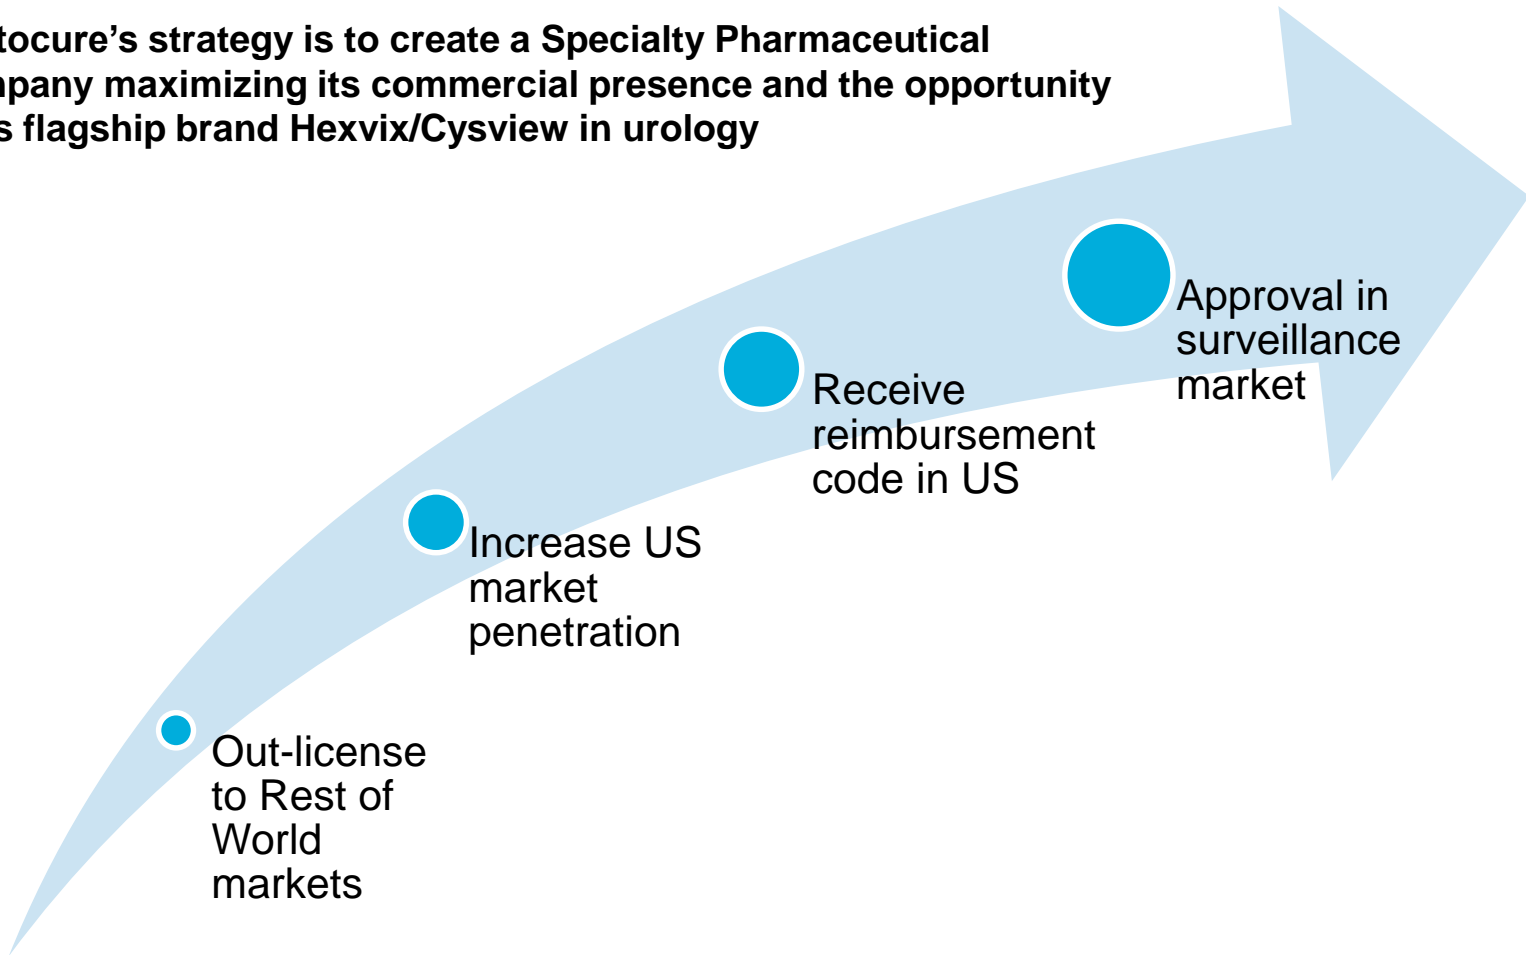 tocure’s strategy is to create a Specialty Pharmaceutical
mpany maximizing its commercial presence and the opportunity
s flagship brand Hexvix/Cysview in urology
Approval in
surveillance
market
Receive
reimbursement
code in US
Increase US
market
penetration
Out-license
to Rest of
World
markets